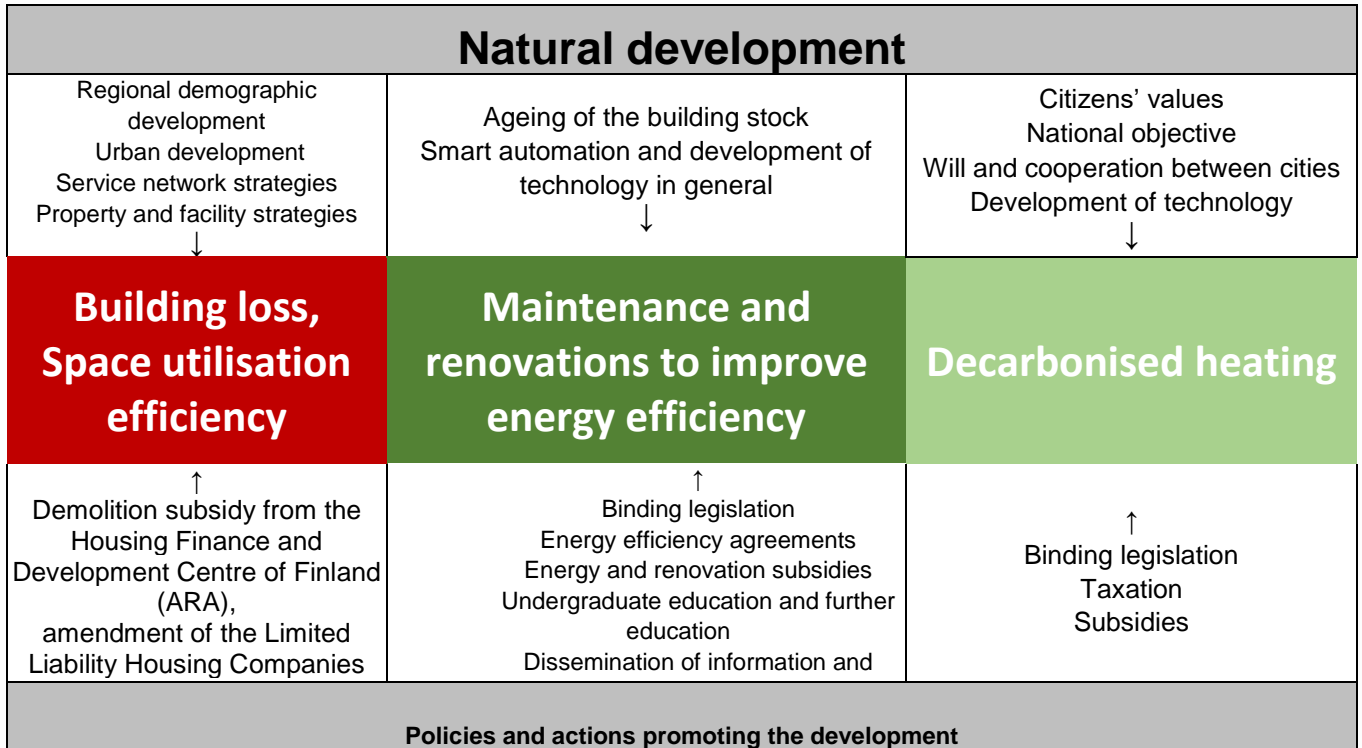 Natural development
Regional demographic
development
Urban development
Service network strategies
Property and facility strategies
↓
Ageing of the building stock
Smart automation and development of
technology in general
↓
Citizens’ values
National objective
Will and cooperation between cities
Development of technology
↓
Building loss,
Space utilisation
efficiency
Maintenance and
renovations to improve
energy efficiency
Decarbonised heating
↑
Demolition subsidy from the
Housing Finance and
Development Centre of Finland
(ARA),
amendment of the Limited
Liability Housing Companies
↑
Binding legislation
Energy efficiency agreements
Energy and renovation subsidies
Undergraduate education and further
education
Dissemination of information and
↑
Binding legislation
Taxation
Subsidies
Policies and actions promoting the development